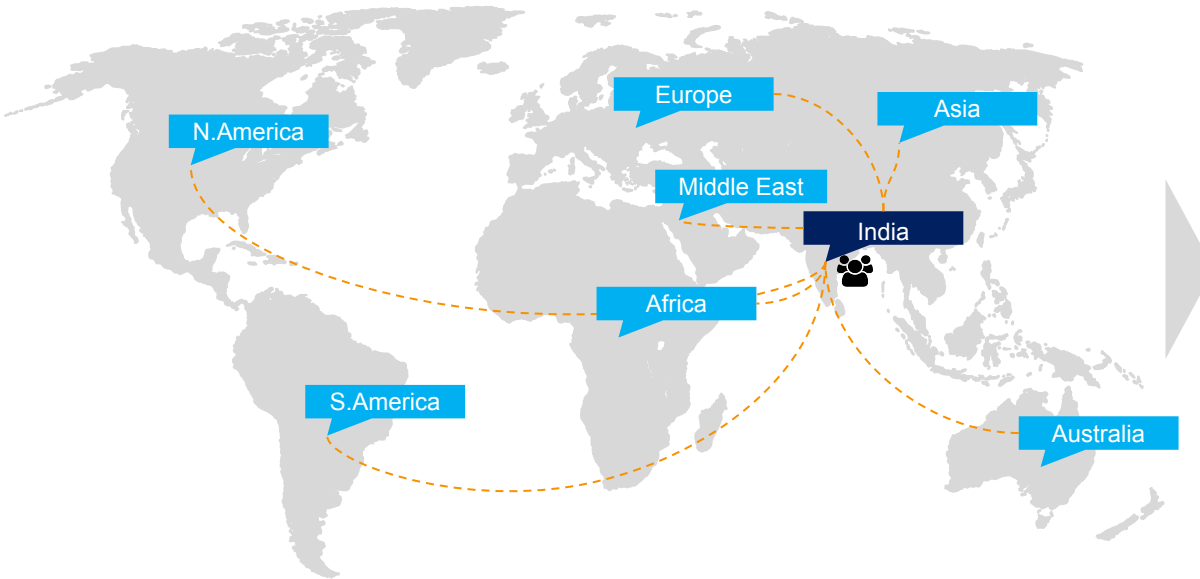 Europe
Asia
N.America
Middle East
India
Africa
S.America
Australia